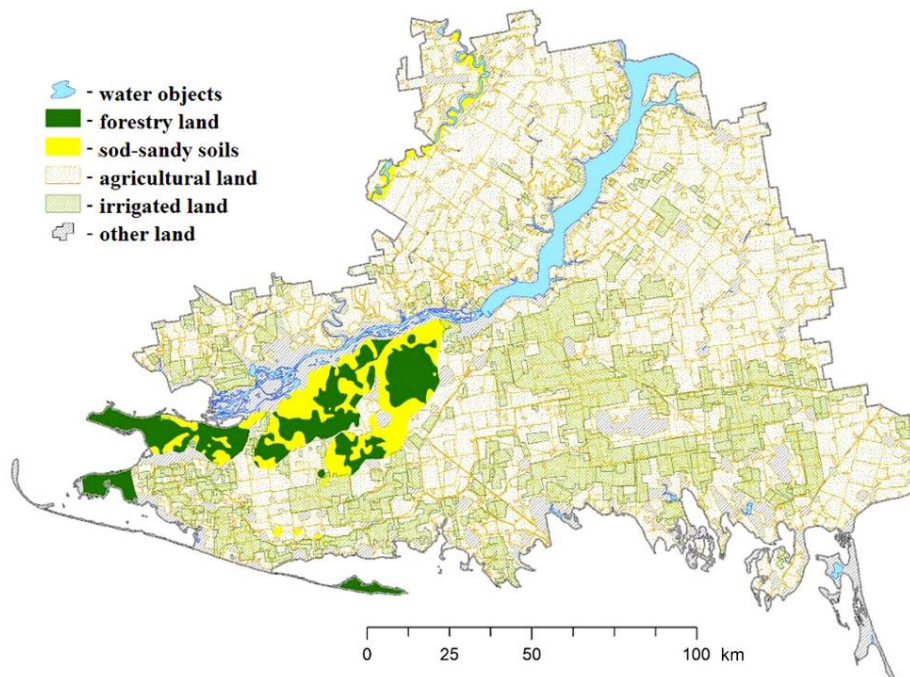 - water objects
- forestry land
- sod-sandy soils
- agricultural land
- irrigated land
- other land
0 25 50 100 km